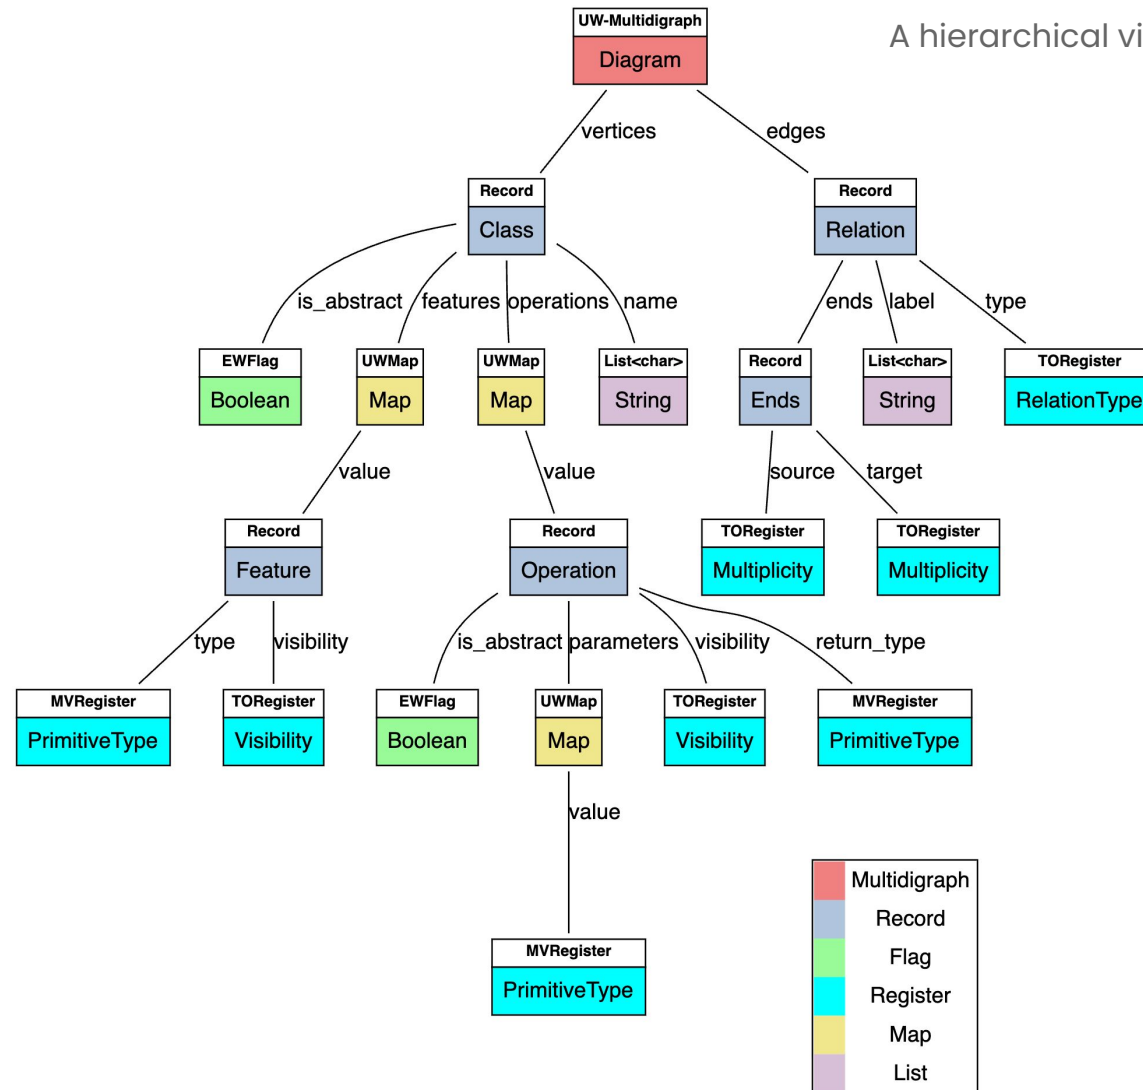 UW-Multidigraph
Diagram
A hierarchical vi
vertices
edges
Record
Class
Record
Relation
is_abstract
features
operations
name
ends
label
type
EWFlag
Boolean
UWMap
Map
UWMap
Map
List<char>
String
Record
Ends
List<char>
String
TORegister
RelationType
value
value
source
target
Record
Feature
Record
Operation
TORegister
Multiplicity
TORegister
Multiplicity
type
visibility
is_abstract
parameters
visibility
return_type
MVRegister
PrimitiveType
TORegister
Visibility
EWFlag
Boolean
UWMap
Map
TORegister
Visibility
MVRegister
PrimitiveType
value
MVRegister
PrimitiveType
Multidigraph
Record
Flag
Register
Map
List